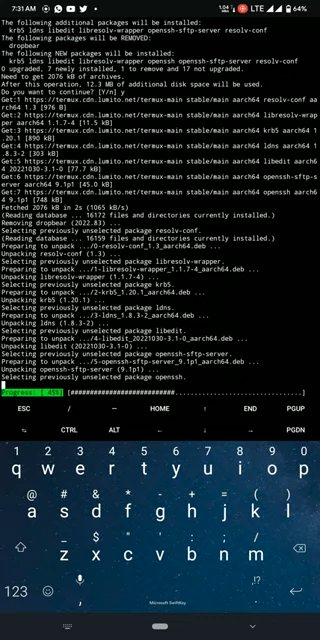 7:31 AM
LTE 71%
The following additional packages will be installed:
krb5 ldns libedit libresolv-wrapper openssh-sftp-server resolv-conf
The following packages will be REMOVED:
dropbear
The following NEW packages will be installed:
krb5 ldns libedit libresolv-wrapper openssh openssh-sftp-server resolv-conf
0 upgraded, 7 newly installed, 1 to remove and 17 not upgraded.
Need to get 2076 kB of archives.
After this operation, 12.3 MB of additional disk space will be used.
Do you want to continue? [Y/n] y
Get:1 https://termux.cdn.lumito.net/termux-main stable/main aarch64 resolv-conf aa
rch64 1.3 [976 B]
Get:2 https://termux.cdn.lumito.net/termux-main stable/main aarch64 libresolv-wrap
per aarch64 1.1.7-4 [11.5 kB]
Get:3 https://termux.cdn.lumito.net/termux-main stable/main aarch64 krb5 aarch64 1
.20.1 [890 kB]
Get:4 https://termux.cdn.lumito.net/termux-main stable/main aarch64 ldns aarch64 1
.8.3-2 [303 kB]
Get:5 https://termux.cdn.lumito.net/termux-main stable/main aarch64 libedit aarch6
4 20221030-3.1-0 [77.7 kB]
Get:6 https://termux.cdn.lumito.net/termux-main stable/main aarch64 openssh-sftp-s
erver aarch64 9.1p1 [45.0 kB]
Get:7 https://termux.cdn.lumito.net/termux-main stable/main aarch64 openssh aarch6
4 9.1p1 [748 kB]
Fetched 2076 kB in 2s (1065 kB/s)
(Reading database ... 16172 files and directories currently installed.)
Removing dropbear (2022.83) ...
Selecting previously unselected package resolv-conf.
(Reading database ... 16159 files and directories currently installed.)
Preparing to unpack .../0-resolv-conf_1.3_aarch64.deb ...
Unpacking resolv-conf (1.3) ...
Selecting previously unselected package libresolv-wrapper.
Preparing to unpack .../1-libresolv-wrapper_1.1.7-4_aarch64.deb ...
Unpacking libresolv-wrapper (1.1.7-4) ...
Selecting previously unselected package krb5.
Preparing to unpack .../2-krb5_1.20.1_aarch64.deb ...
Unpacking krb5 (1.20.1) ...
Selecting previously unselected package ldns.
Preparing to unpack .../3-ldns_1.8.3-2_aarch64.deb ...
Unpacking ldns (1.8.3-2) ...
Selecting previously unselected package libedit.
Preparing to unpack .../4-libedit_20221030-3.1-0_aarch64.deb ...
Unpacking libedit (20221030-3.1-0) ...
Selecting previously unselected package openssh-sftp-server.
Preparing to unpack .../5-openssh-sftp-server_9.1p1_aarch64.deb ...
Unpacking openssh-sftp-server (9.1p1) ...
Selecting previously unselected package openssh.
Progress: [ 45%] [##########################................................]
ESC / — HOME ↑ END PGUP
CTRL ALT ← ↓ → PGDN
1 2 3 4 5 6 7 8 9 0
q w e r t y u i o p
@ # & * - + = ( )
a s d f g h j k l
_ $ " ' : ; /
z x c v b n m
123 , Microsoft SwiftKey ,!? .